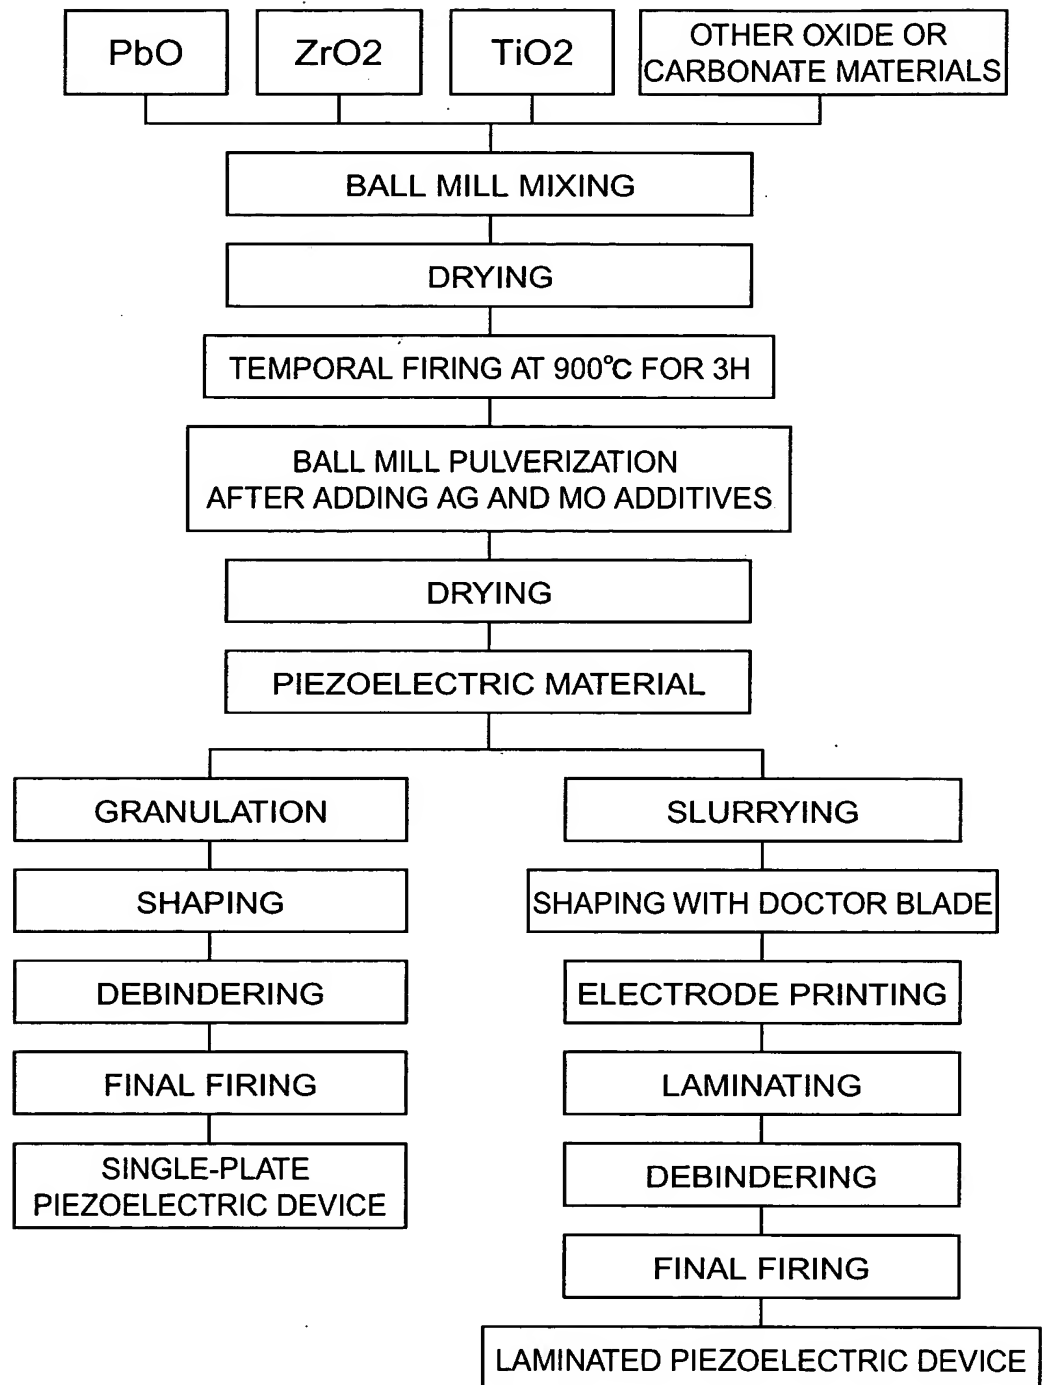 PbO
ZrO2
TiO2
OTHER OXIDE OR
CARBONATE MATERIALS
BALL MILL MIXING
DRYING
TEMPORAL FIRING AT 900°C FOR 3H
BALL MILL PULVERIZATION
AFTER ADDING AG AND MO ADDITIVES
DRYING
PIEZOELECTRIC MATERIAL
GRANULATION
SHAPING
DEBINDERING
FINAL FIRING
SINGLE-PLATE
PIEZOELECTRIC DEVICE
SLURRYING
SHAPING WITH DOCTOR BLADE
ELECTRODE PRINTING
LAMINATING
DEBINDERING
FINAL FIRING
LAMINATED PIEZOELECTRIC DEVICE